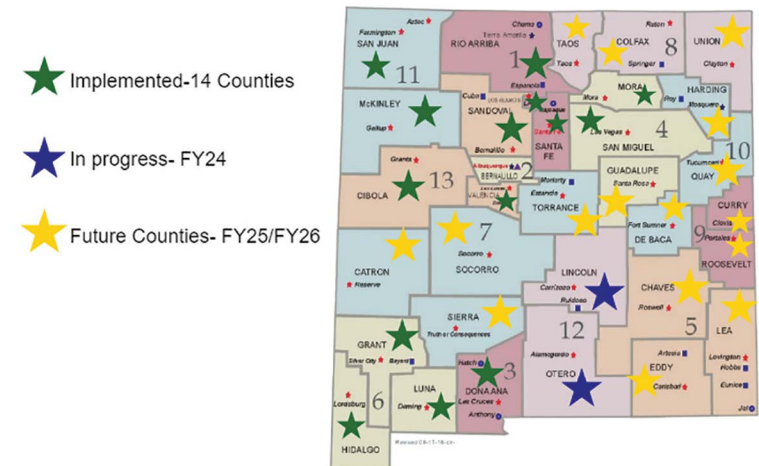 Implemented-14 Counties
In progress- FY24
Future Counties- FY25/FY26
Aztec
Farmington
SAN JUAN
11
Chama
Tierra Amarilla
RIO ARRIBA
1
Española
TAOS
Taos
Raton
COLFAX
8
Springer
UNION
Clayton
McKINLEY
Gallup
Cuba
LOS ALAMOS
SANDOVAL
Bernalillo
Santa Fe
SANTA
FE
MORA
Mora
Roy
HARDING
Mosquero
Las Vegas
4
SAN MIGUEL
10
Tucumcari
QUAY
Grants
13
CIBOLA
Albuquerque
2
BERNALILLO
VALENCIA
Moriarty
Estancia
TORRANCE
GUADALUPE
Santa Rosa
Fort Sumner
DE BACA
CURRY
Clovis
9
Portales
ROOSEVELT
CATRON
Reserve
7
Socorro
SOCORRO
LINCOLN
Carrizozo
Ruidoso
CHAVES
Roswell
5
LEA
Lovington
Hobbs
Eunice
Jal
SIERRA
Truth or Consequences
GRANT
Silver City
Bayard
6
Lordsburg
HIDALGO
LUNA
Deming
Hatch
3
DONA ANA
Las Cruces
Anthony
12
Alamogordo
OTERO
Artesia
EDDY
Carlsbad